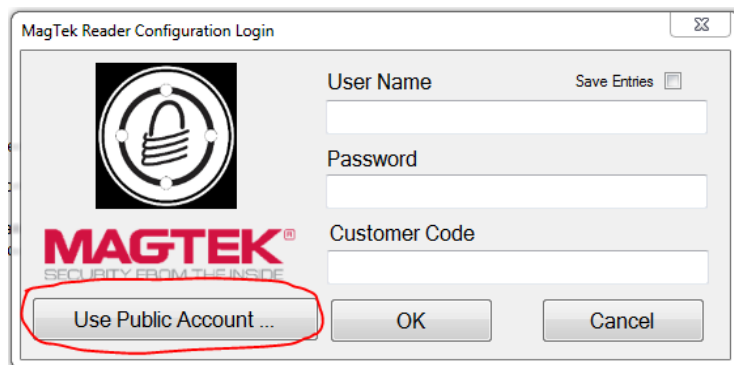 MagTek Reader Configuration Login
User Name
Save Entries
Password
Customer Code
MAGTEK®
SECURITY FROM THE INSIDE
Use Public Account ...
OK
Cancel